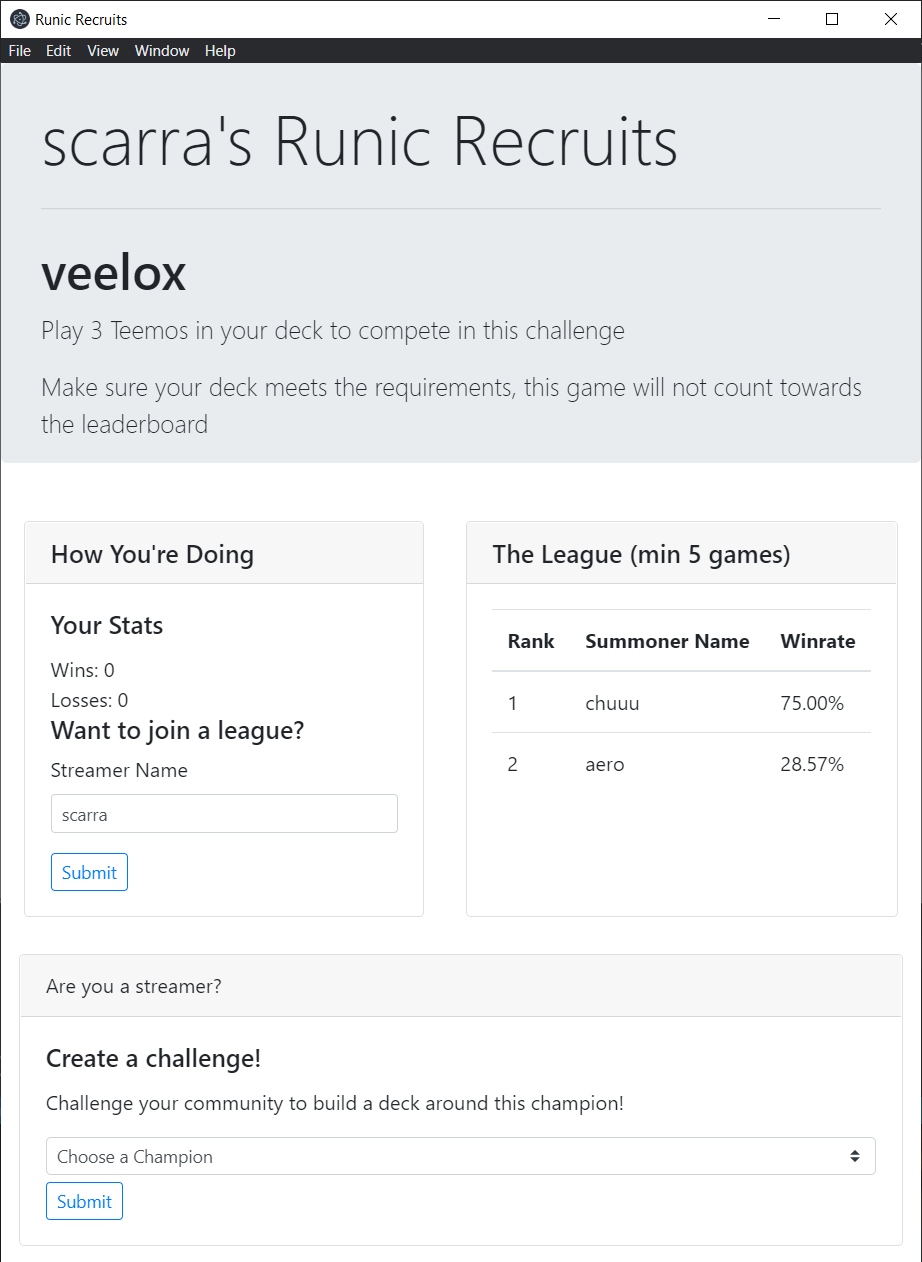 Runic Recruits
File Edit View Window Help
scarra's Runic Recruits
veelox
Play 3 Teemos in your deck to compete in this challenge
Make sure your deck meets the requirements, this game will not count towards
the leaderboard
How You're Doing
Your Stats
Wins: 0
Losses: 0
Want to join a league?
Streamer Name
scarra
Submit
The League (min 5 games)
Rank Summoner Name Winrate
1 chuuu 75.00%
2 aero 28.57%
Are you a streamer?
Create a challenge!
Challenge your community to build a deck around this champion!
Choose a Champion
Submit